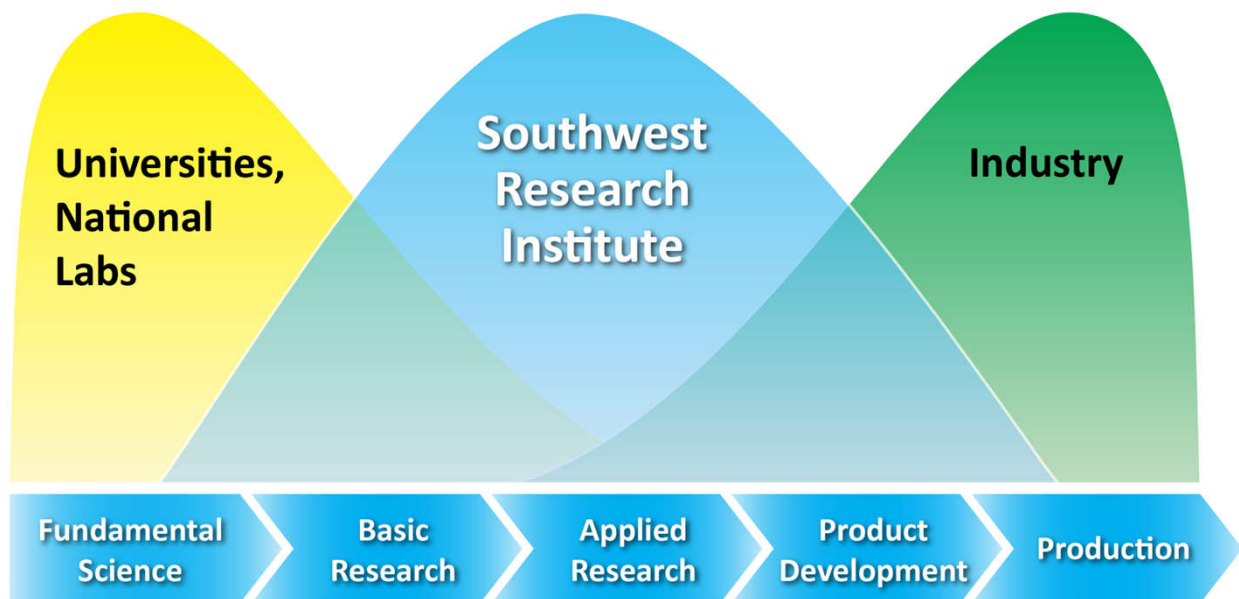 Universities,
National
Labs
Southwest
Research
Institute
Industry
Fundamental
Science
Basic
Research
Applied
Research
Product
Development
Production